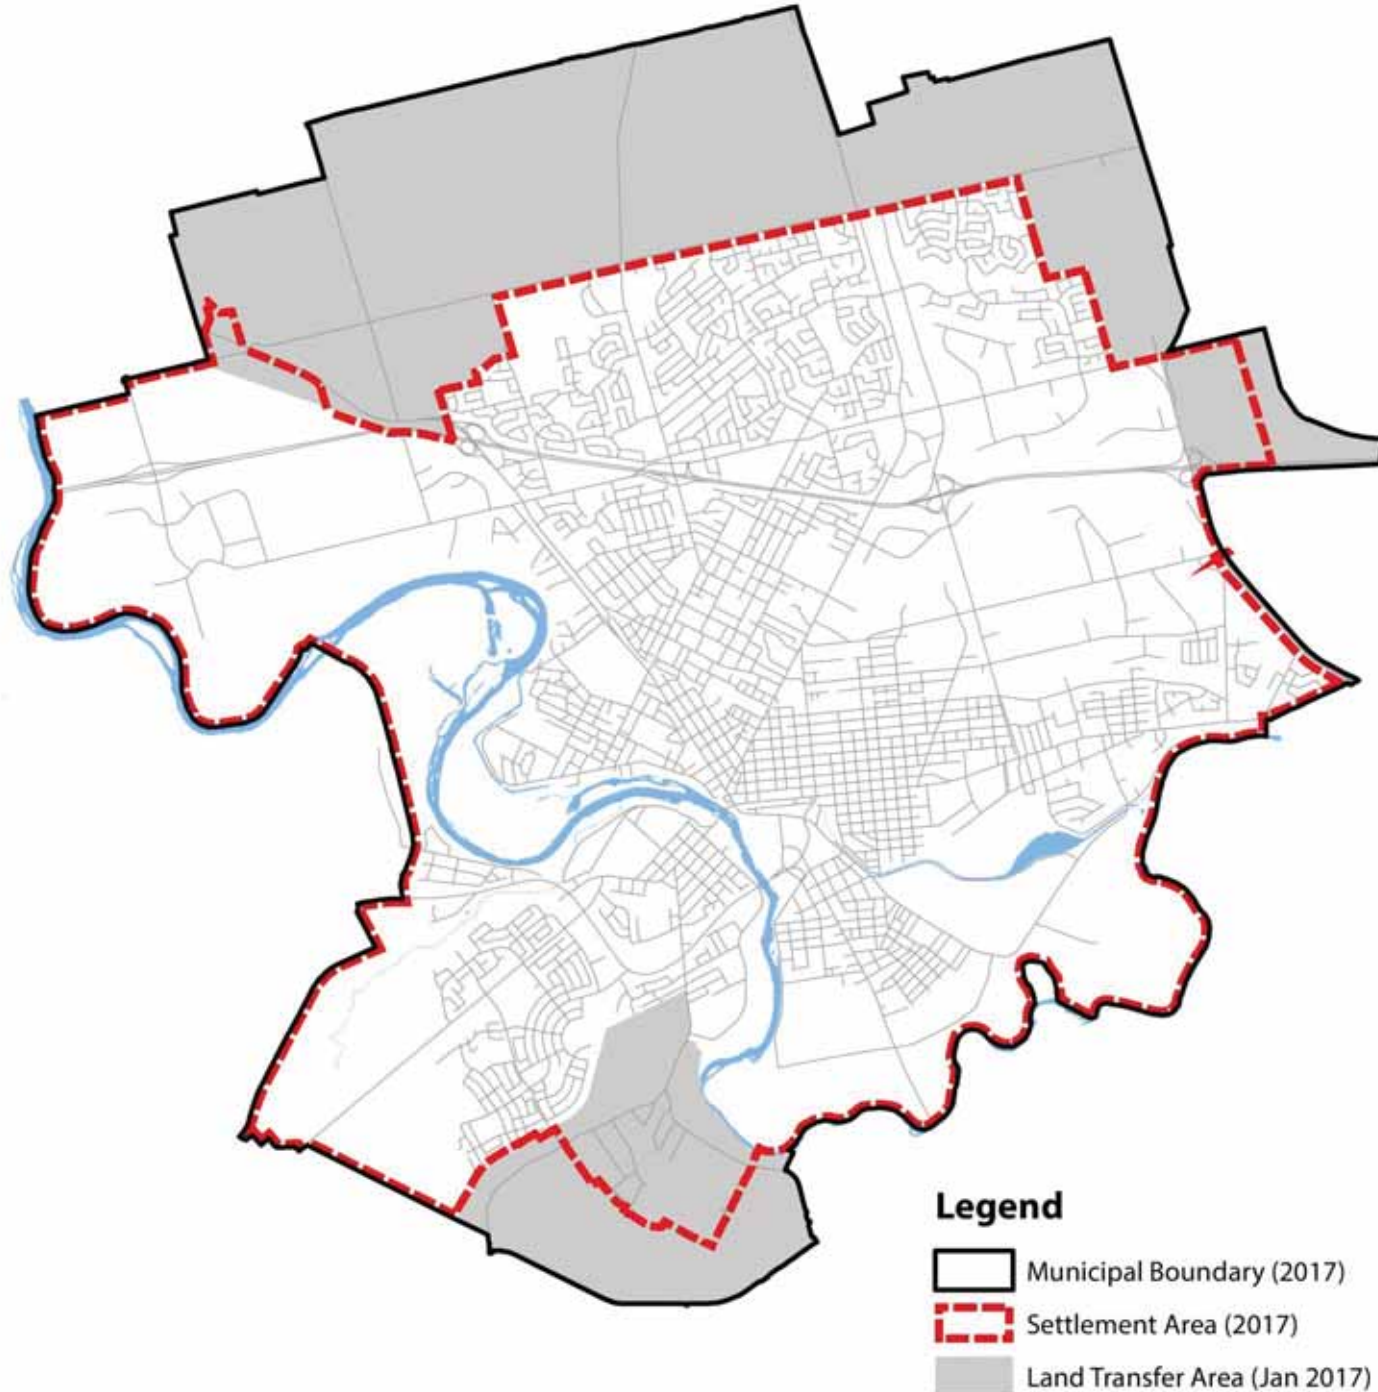 Legend
Municipal Boundary (2017)
Settlement Area (2017)
Land Transfer Area (Jan 2017)